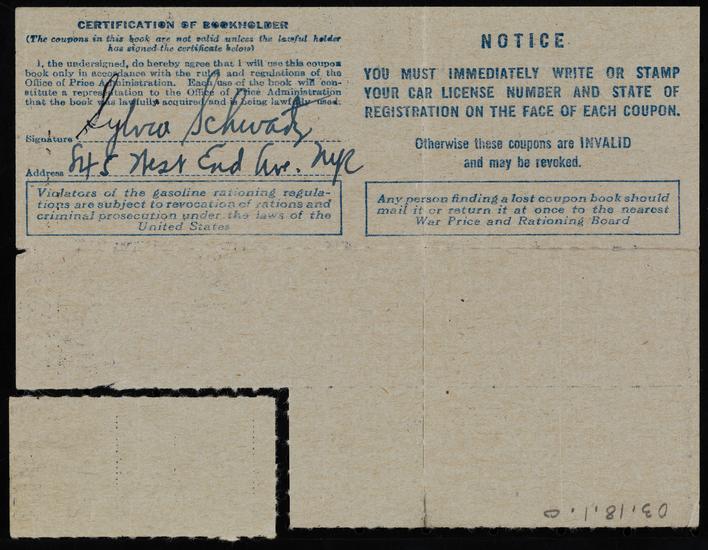 CERTIFICATION OF BOOKHOLDER
(The coupons in this book are not valid unless the lawful holder
has signed the certificate below)
I, the undersigned, do hereby agree that I will use this coupon
book only in accordance with the rules and regulations of the
Office of Price Administration. Each use of the book will con-
stitute a representation to the Office of Price Administration
that the book was lawfully acquired and is being lawfully used.
Signature Sylvia Schwartz
Address 845 West End Ave. NYC
Violators of the gasoline rationing regula-
tions are subject to revocation of rations and
criminal prosecution under the laws of the
United States
NOTICE
YOU MUST IMMEDIATELY WRITE OR STAMP
YOUR CAR LICENSE NUMBER AND STATE OF
REGISTRATION ON THE FACE OF EACH COUPON.
Otherwise these coupons are INVALID
and may be revoked.
Any person finding a lost coupon book should
mail it or return it at once to the nearest
War Price and Rationing Board
03.18.1.0